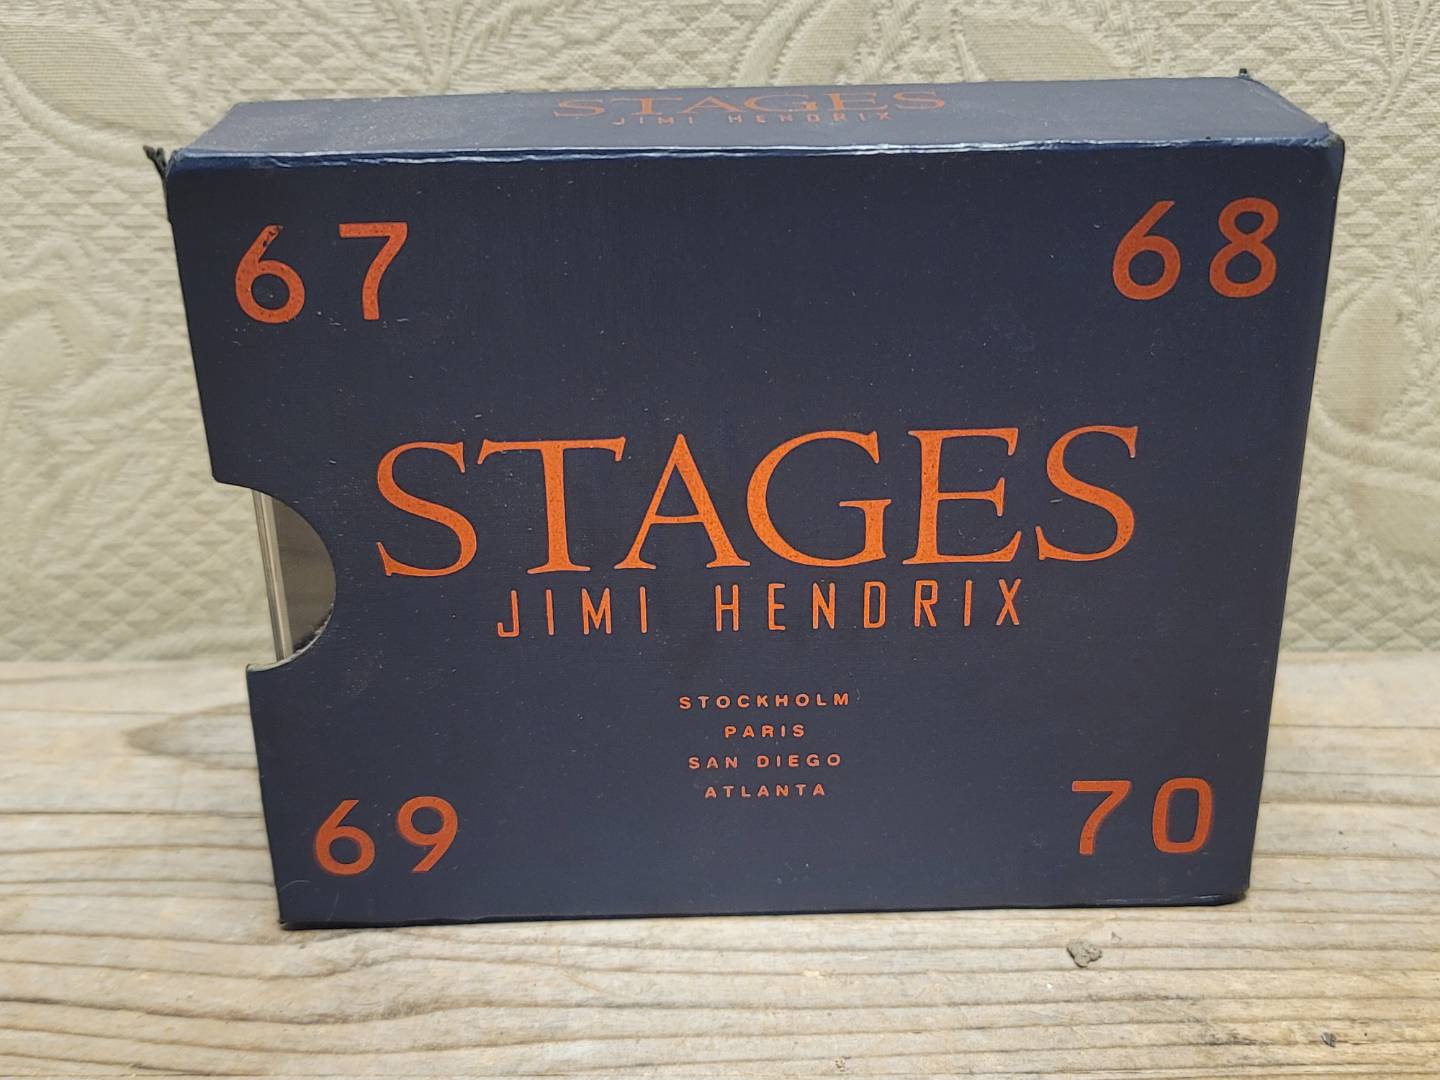 STAGES
JIMI HENDRIX
67 68
STAGES
JIMI HENDRIX
STOCKHOLM
PARIS
SAN DIEGO
ATLANTA
69 70